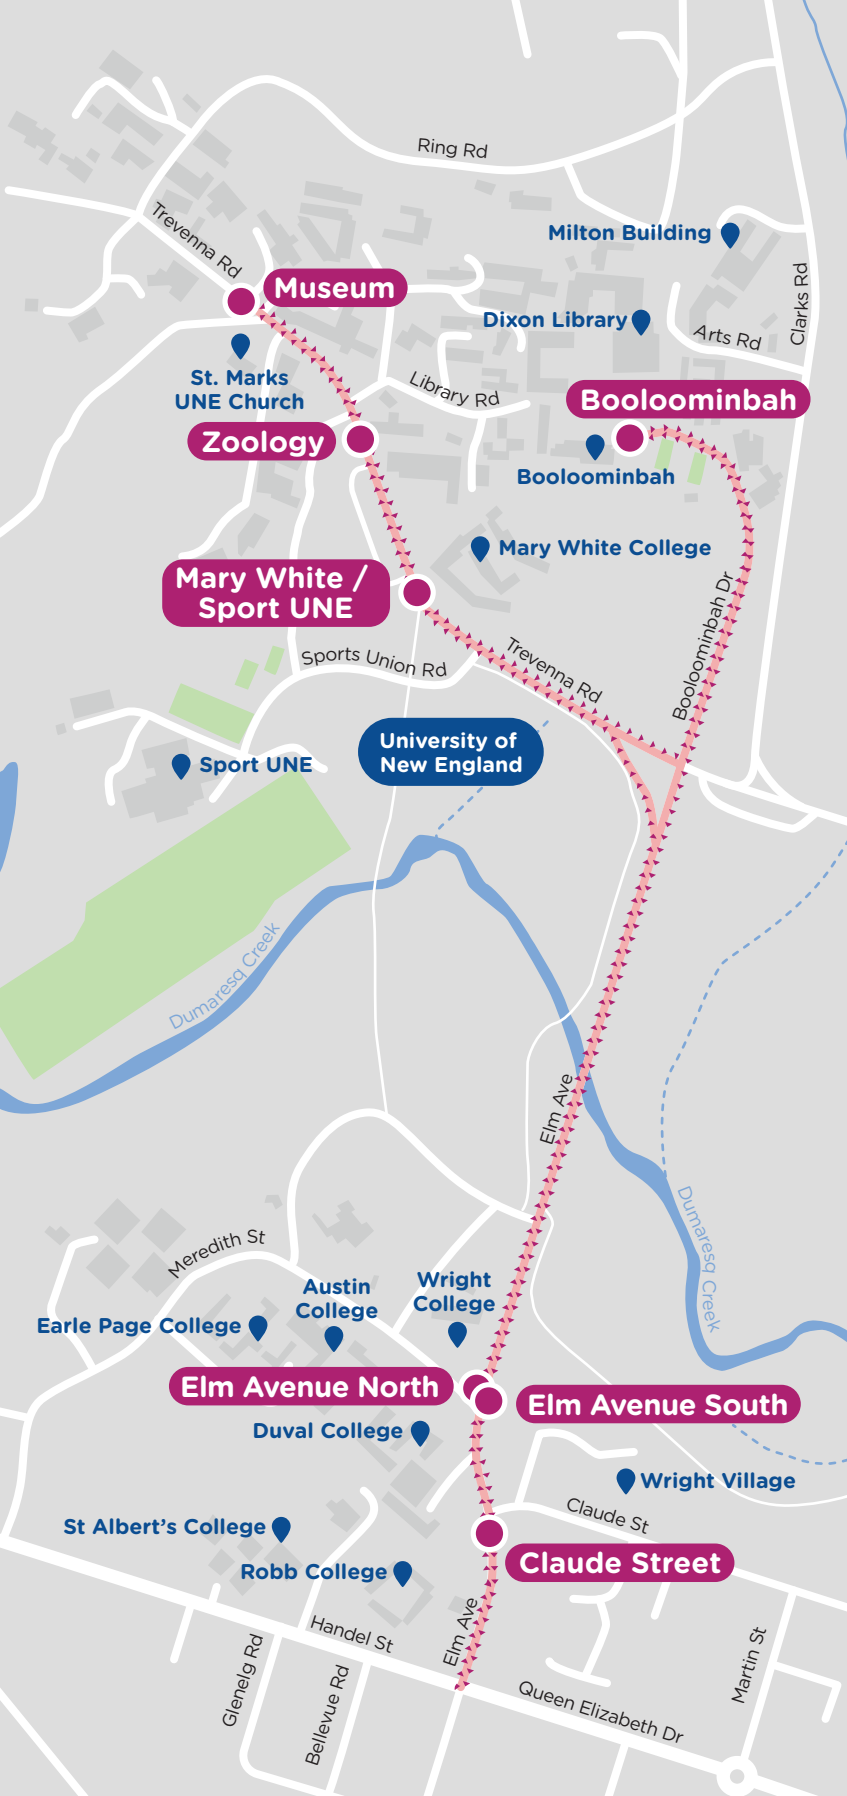 Ring Rd
Trevenna Rd
Milton Building
Clarks Rd
Museum
Dixon Library
Arts Rd
St. Marks
UNE Church
Library Rd
Booloominbah
Zoology
Booloominbah
Mary White College
Mary White /
Sport UNE
Booloominbah Dr
Sports Union Rd
Trevenna Rd
University of
New England
Sport UNE
Dumaresq Creek
Elm Ave
Dumaresq Creek
Meredith St
Wright
College
Austin
College
Earle Page College
Elm Avenue North
Elm Avenue South
Duval College
Wright Village
Claude St
St Albert's College
Claude Street
Robb College
Elm Ave
Handel St
Glenelg Rd
Bellevue Rd
Martin St
Queen Elizabeth Dr